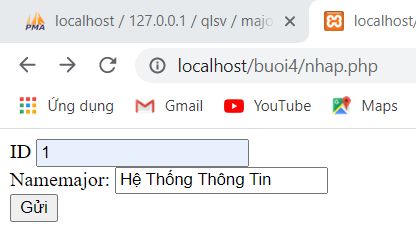 PMA
localhost / 127.0.0.1 / qlsv / majo
localhost/
localhost/buoi4/nhap.php
Ứng dụng
Gmail
YouTube
Maps
ID 1
Namemajor: Hệ Thống Thông Tin
Gửi